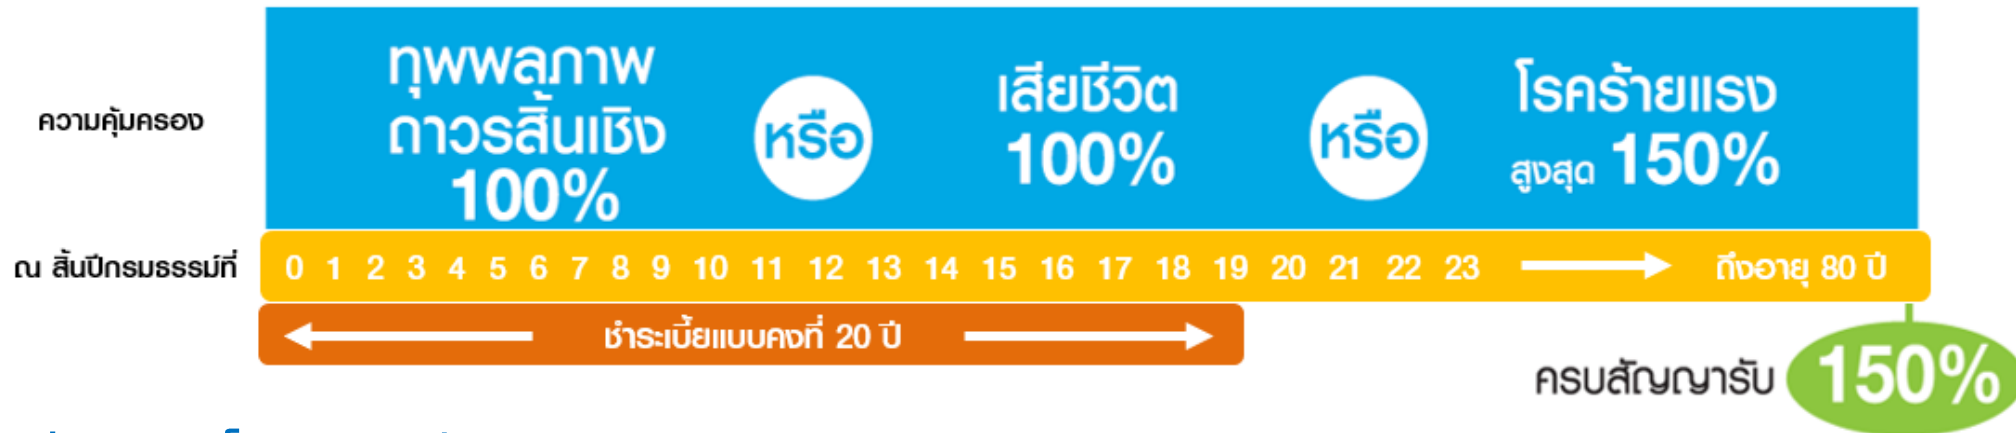 ทุพพลภาพ
ถาวรสิ้นเชิง
100%
หรือ
เสียชีวิต
100%
หรือ
โรคร้ายแรง
สูงสุด 150%
ความคุ้มครอง
ณ สิ้นปีกรมธรรม์ที่ 0 1 2 3 4 5 6 7 8 9 10 11 12 13 14 15 16 17 18 19 20 21 22 23 ถึงอายุ 80 ปี
ชำระเบี้ยแบบคงที่ 20 ปี
ครบสัญญารับ 150%